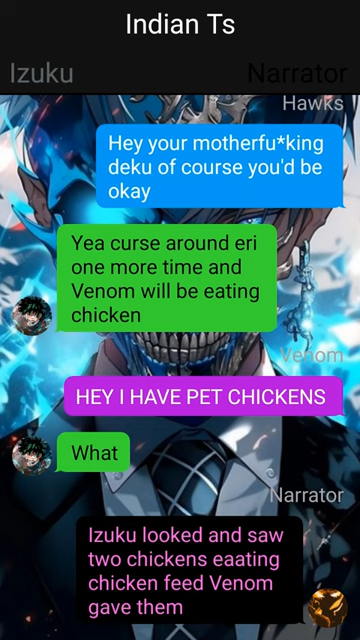 Indian Ts
Izuku
Narrator
Hawks
Hey your motherfu*king
deku of course you'd be
okay
Yea curse around eri
one more time and
Venom will be eating
chicken
Venom
HEY I HAVE PET CHICKENS
What
Narrator
Izuku looked and saw
two chickens eaating
chicken feed Venom
gave them